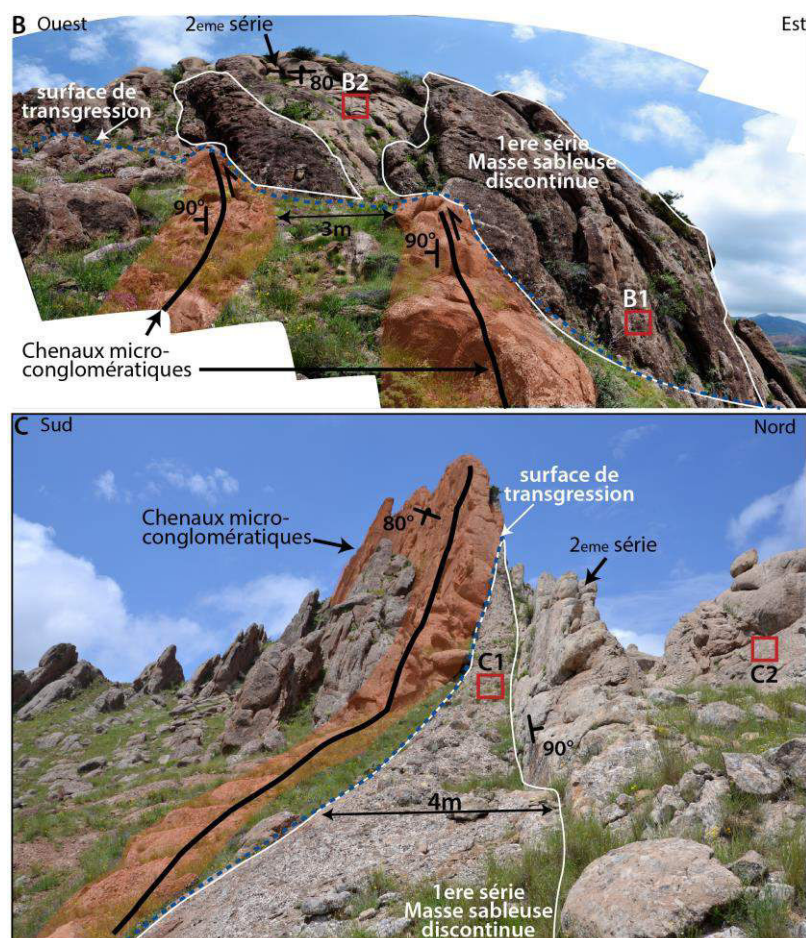 B Ouest
Est
2eme série
80
B2
surface de
transgression
1ere série
Masse sableuse
discontinue
90°
3m
90°
B1
Chenaux micro-
conglomératiques
C Sud
Nord
surface de
transgression
Chenaux micro-
conglomératiques
80°
2eme série
C1
C2
90°
4m
1ere série
Masse sableuse
discontinue